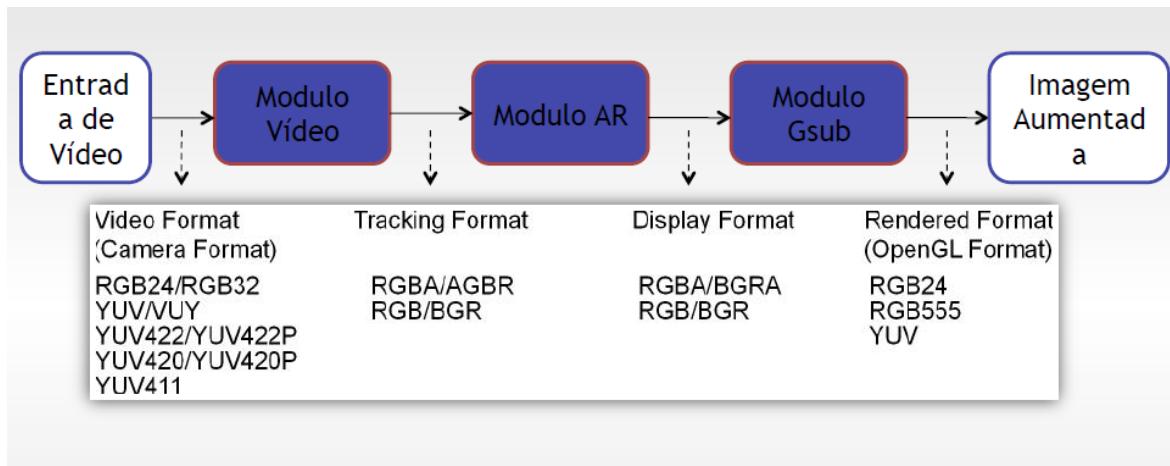 Entrad
a de
Vídeo
Modulo
Vídeo
Modulo AR
Modulo
Gsub
Imagem
Aumentad
a
Video Format
(Camera Format)
RGB24/RGB32
YUV/VUY
YUV422/YUV422P
YUV420/YUV420P
YUV411
Tracking Format
RGBA/AGBR
RGB/BGR
Display Format
RGBA/BGRA
RGB/BGR
Rendered Format
(OpenGL Format)
RGB24
RGB555
YUV